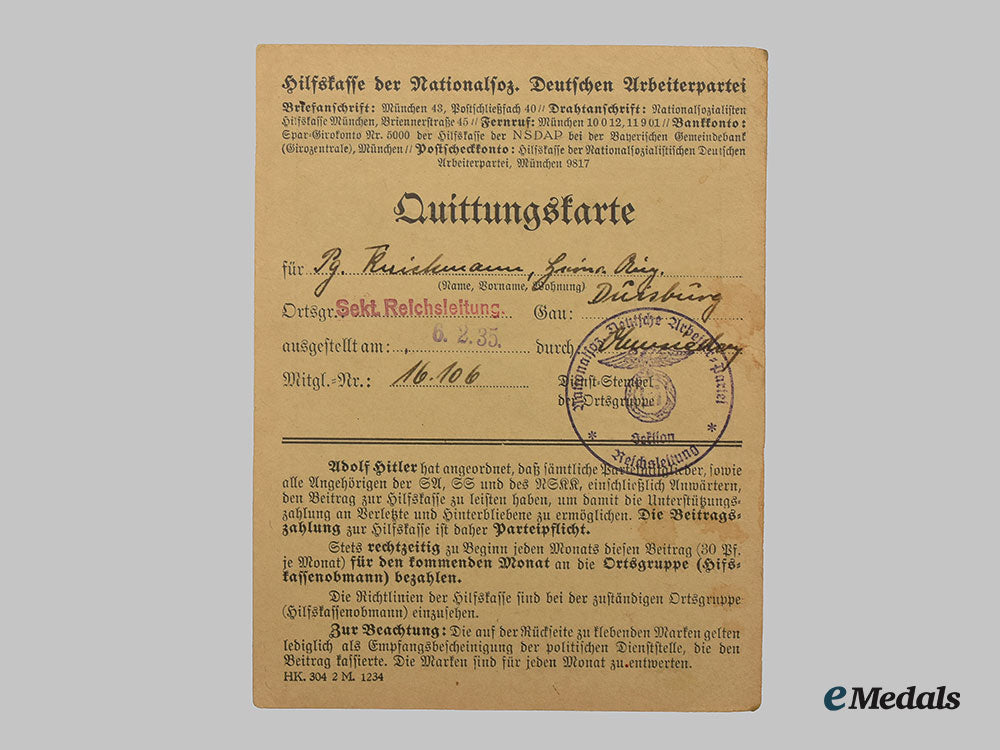 Hilfskasse der Nationalsoz. Deutschen Arbeiterpartei
Briefanschrift: München 43, Postschließfach 40 // Drahtanschrift: Nationalsozialisten
Hilfskasse München, Briennerstraße 45 // Fernruf: München 10012, 11901 // Bankkonto:
Spar-Girokonto Nr. 5000 der Hilfskasse der NSDAP bei der Bayerischen Gemeindebank
(Girozentrale), München // Postscheckkonto: Hilfskasse der Nationalsozialistischen Deutschen
Arbeiterpartei, München 9817
Quittungskarte
für Pg.
(Name, Vorname, Wohnung)
Ortsgr. Sekt. Reichsleitung. Gau: Duisburg
ausgestellt am: 6.2.35. durch
Mitgl.-Nr.: 16.106 Dienst-Stempel
der Ortsgruppe
Nationalsoz. Deutsche Arbeiter-Partei
* Sektion *
Reichsleitung
Adolf Hitler hat angeordnet, daß sämtliche Parteimitglieder, sowie
alle Angehörigen der SA, SS und des NSKK, einschließlich Anwärtern,
den Beitrag zur Hilfskasse zu leisten haben, um damit die Unterstützungs-
zahlung an Verletzte und Hinterbliebene zu ermöglichen. Die Beitrags-
zahlung zur Hilfskasse ist daher Parteipflicht.
Stets rechtzeitig zu Beginn jeden Monats diesen Beitrag (30 Pf.
je Monat) für den kommenden Monat an die Ortsgruppe (Hifs-
kassenobmann) bezahlen.
Die Richtlinien der Hilfskasse sind bei der zuständigen Ortsgruppe
(Hilfskassenobmann) einzusehen.
Zur Beachtung: Die auf der Rückseite zu klebenden Marken gelten
lediglich als Empfangsbescheinigung der politischen Dienststelle, die den
Beitrag kassierte. Die Marken sind für jeden Monat zu entwerten.
HK. 304 2 M. 1234
eMedals